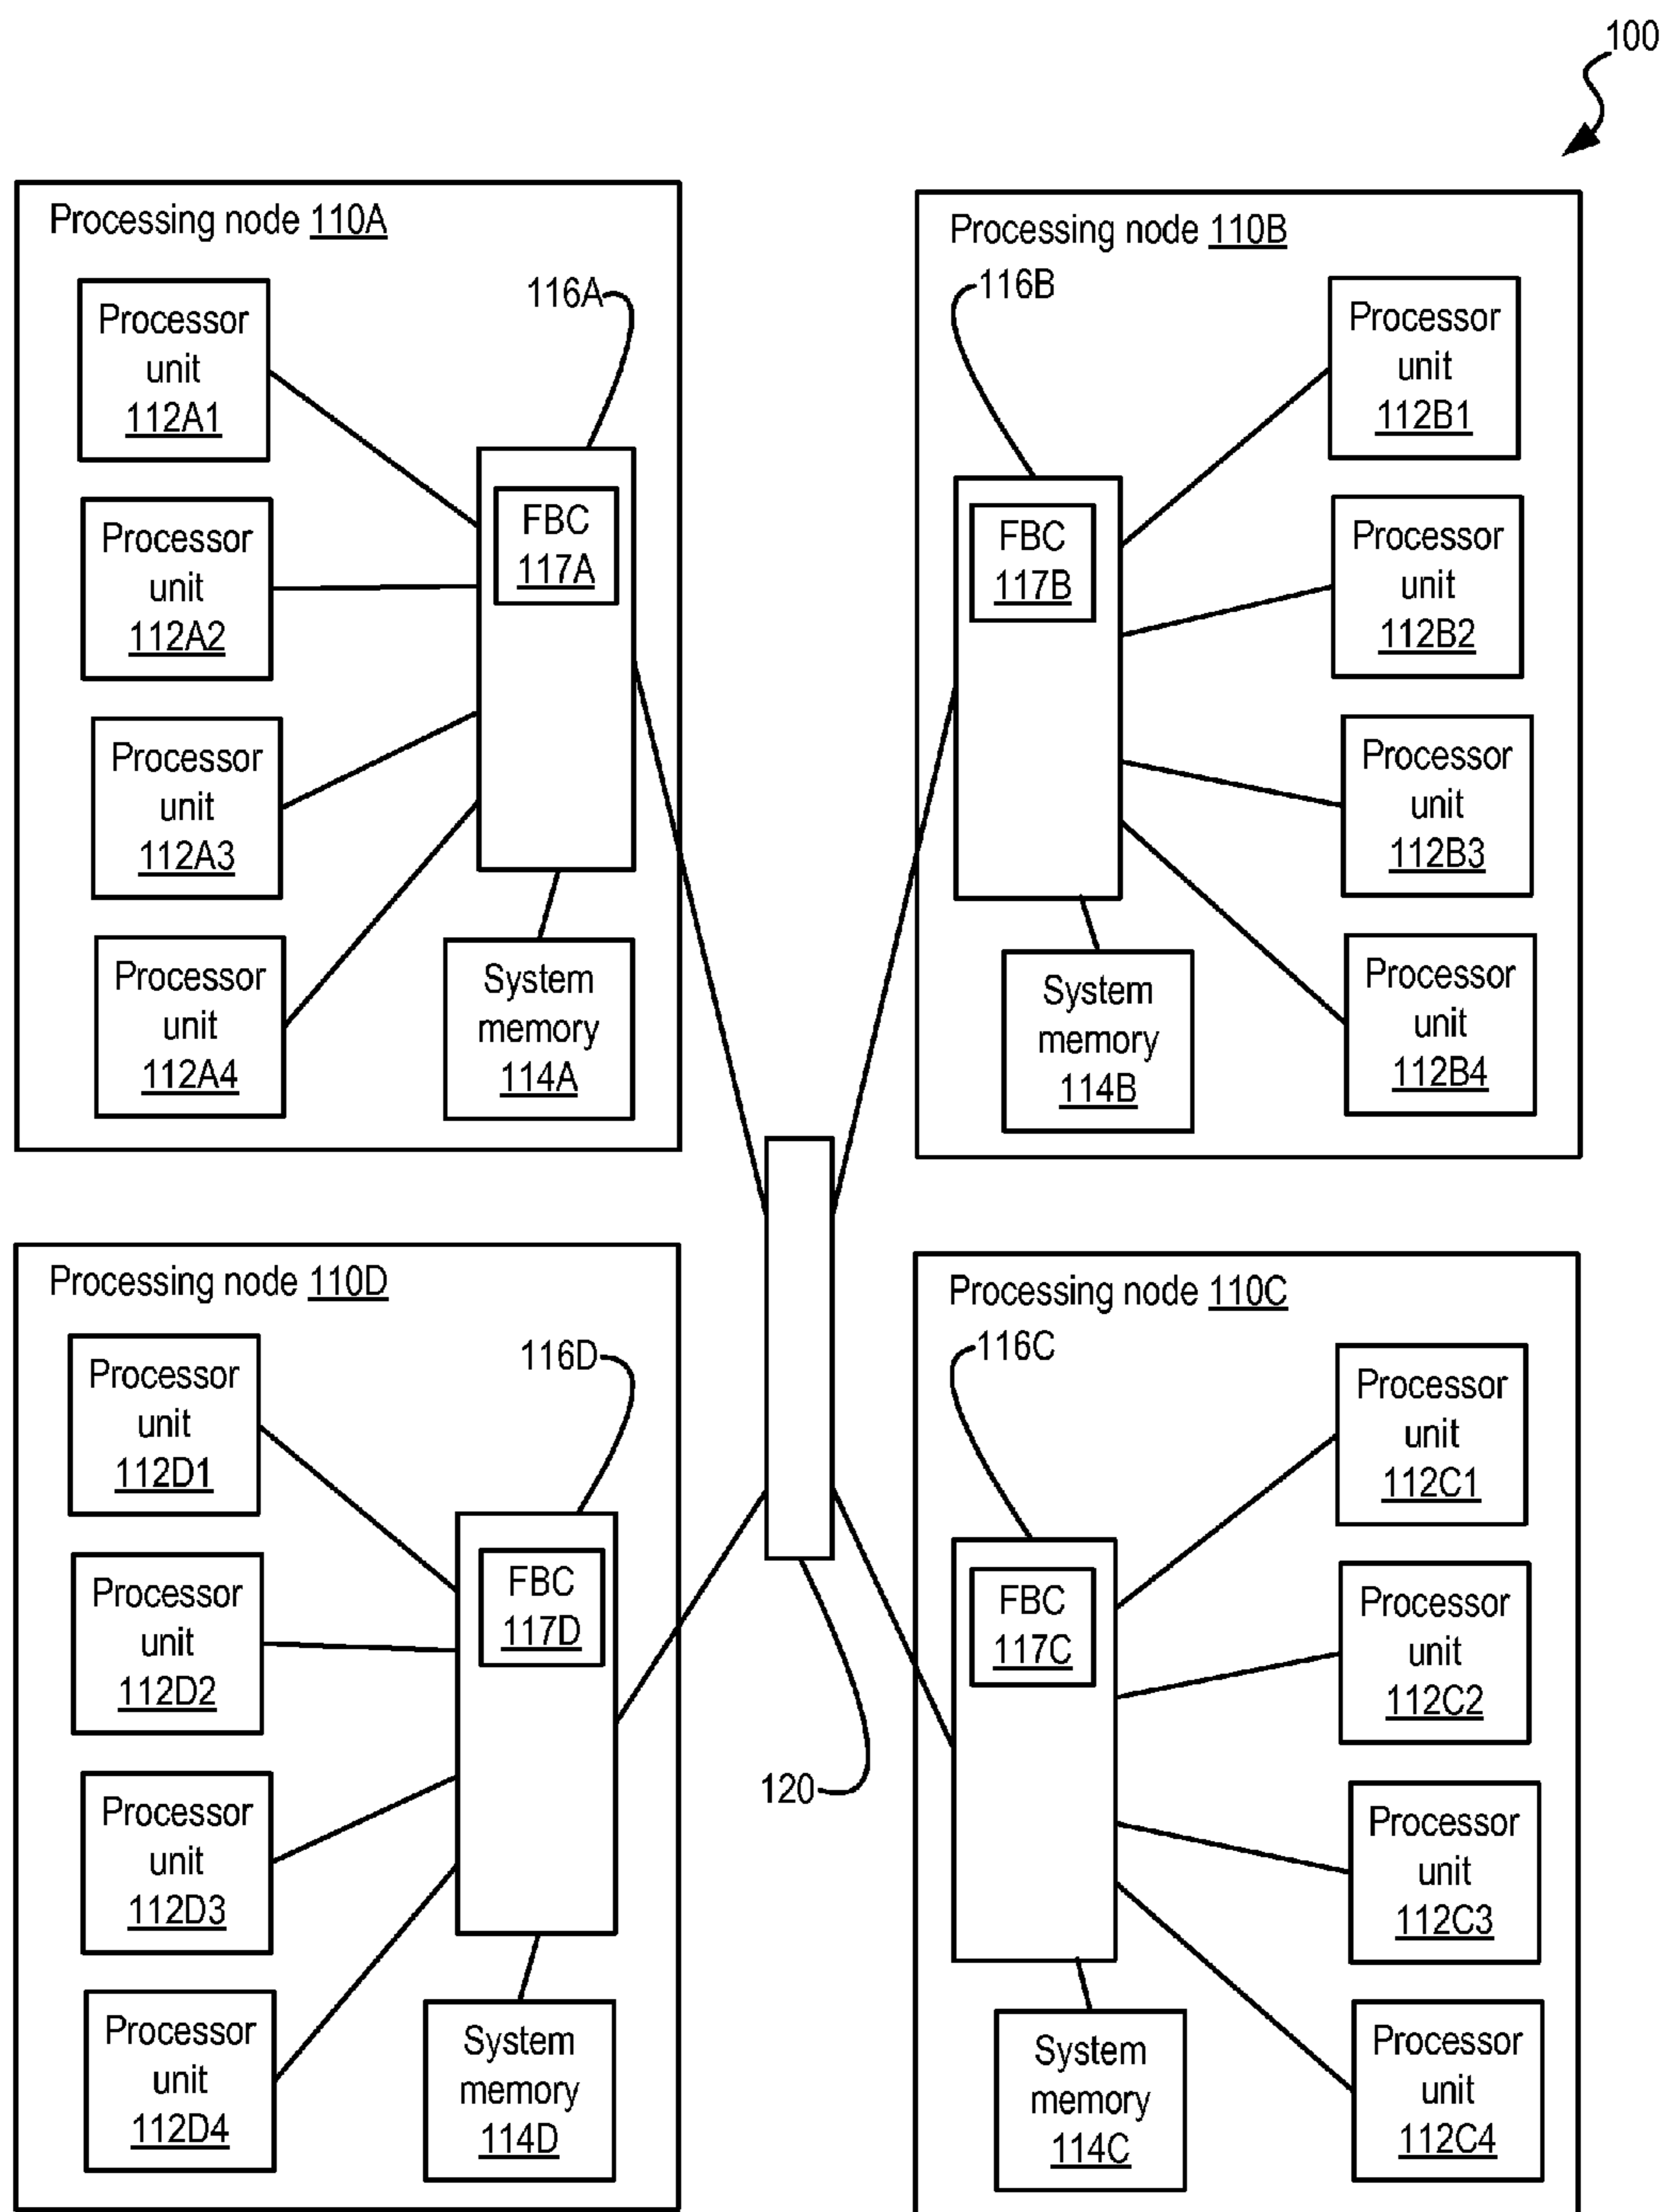 100
Processing node 110A
116A
Processor
unit
112A1
FBC
117A
Processor
unit
112A2
Processor
unit
112A3
Processor
unit
112A4
System
memory
114A
Processing node 110B
116B
Processor
unit
112B1
FBC
117B
Processor
unit
112B2
Processor
unit
112B3
Processor
unit
112B4
System
memory
114B
Processing node 110D
116D
Processor
unit
112D1
FBC
117D
Processor
unit
112D2
Processor
unit
112D3
Processor
unit
112D4
System
memory
114D
120
Processing node 110C
116C
Processor
unit
112C1
FBC
117C
Processor
unit
112C2
Processor
unit
112C3
Processor
unit
112C4
System
memory
114C